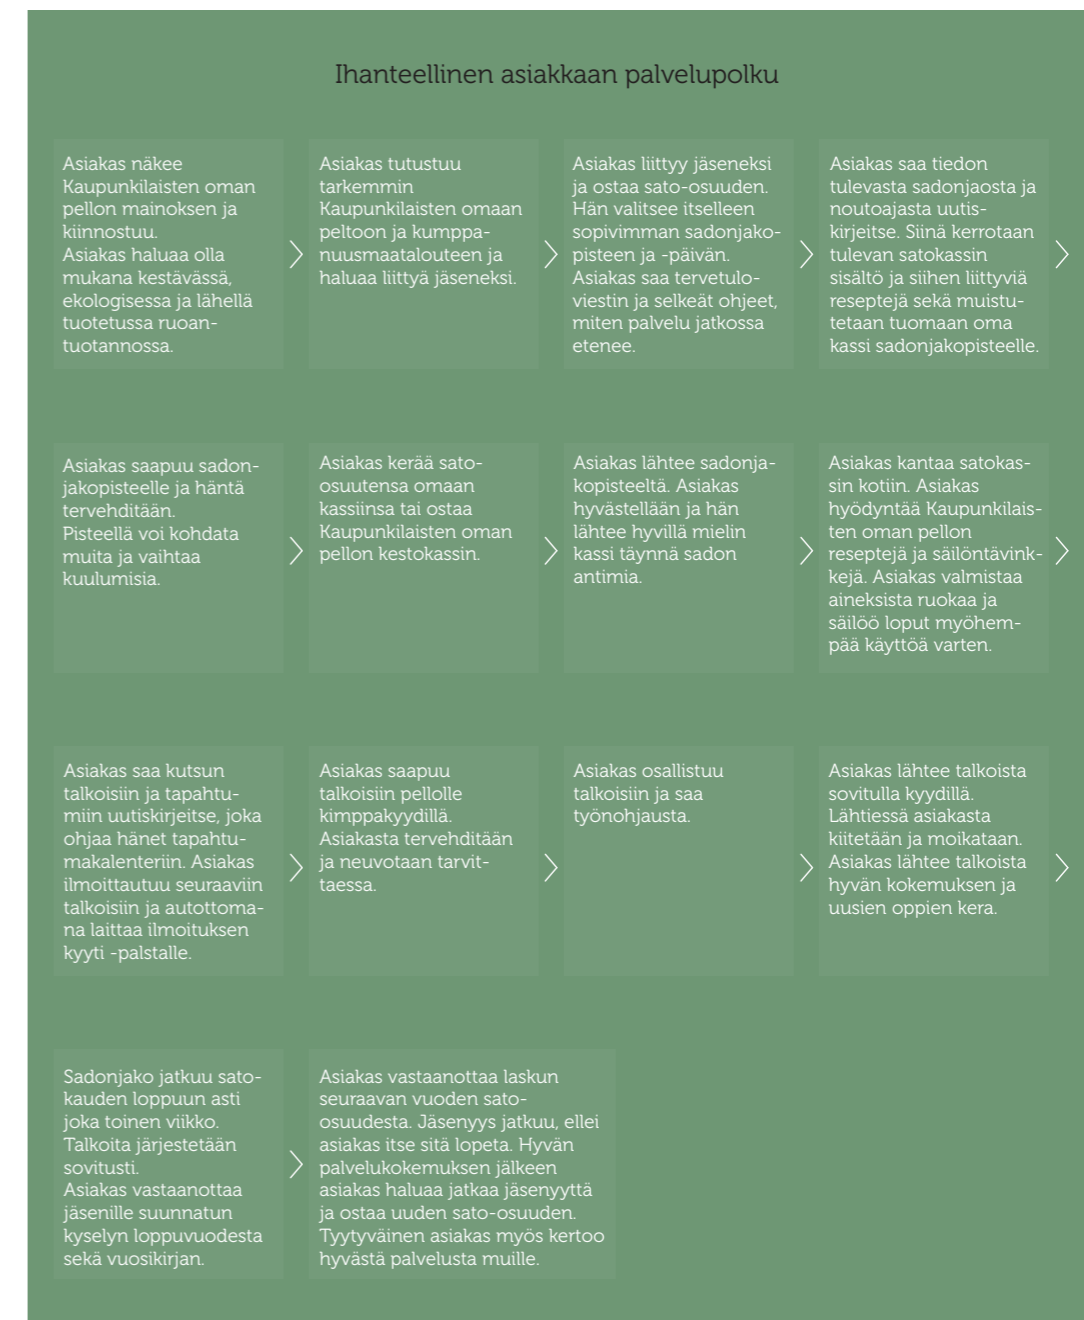 Ihanteellinen asiakkaan palvelupolku
Asiakas näkee
Kaupunkilaisten oman
pellon mainoksen ja
kiinnostuu.
Asiakas haluaa olla
mukana kestävässä,
ekologisessa ja lähellä
tuotetussa ruoan-
tuotannossa.
Asiakas tutustuu
tarkemmin
Kaupunkilaisten omaan
peltoon ja kumppa-
nuusmaatalouteen ja
haluaa liittyä jäseneksi.
Asiakas liittyy jäseneksi
ja ostaa sato-osuuden.
Hän valitsee itselleen
sopivimman sadonjako-
pisteen ja -päivän.
Asiakas saa tervetulo-
viestin ja selkeät ohjeet,
miten palvelu jatkossa
etenee.
Asiakas saa tiedon
tulevasta sadonjaosta ja
noutoajasta uutis-
kirjeitse. Siinä kerrotaan
tulevan satokassin
sisältö ja siihen liittyviä
reseptejä sekä muistu-
tetaan tuomaan oma
kassi sadonjakopisteelle.
Asiakas saapuu sadon-
jakopisteelle ja häntä
tervehditään.
Pisteellä voi kohdata
muita ja vaihtaa
kuulumisia.
Asiakas kerää sato-
osuutensa omaan
kassiinsa tai ostaa
Kaupunkilaisten oman
pellon kestokassin.
Asiakas lähtee sadonja-
kopisteeltä. Asiakas
hyvästellään ja hän
lähtee hyvillä mielin
kassi täynnä sadon
antimia.
Asiakas kantaa satokas-
sin kotiin. Asiakas
hyödyntää Kaupunkilais-
ten oman pellon
reseptejä ja säilöntävink-
kejä. Asiakas valmistaa
aineksista ruokaa ja
säilöö loput myöhem-
pää käyttöä varten.
Asiakas saa kutsun
talkoisiin ja tapahtu-
miin uutiskirjeitse, joka
ohjaa hänet tapahtu-
makalenteriin. Asiakas
ilmoittautuu seuraaviin
talkoisiin ja autottoma-
na laittaa ilmoituksen
kyyti -palstalle.
Asiakas saapuu
talkoisiin pellolle
kimppakyydillä.
Asiakasta tervehditään
ja neuvotaan tarvit-
taessa.
Asiakas osallistuu
talkoisiin ja saa
työnohjausta.
Asiakas lähtee talkoista
sovitulla kyydillä.
Lähtiessä asiakasta
kiitetään ja moikataan.
Asiakas lähtee talkoista
hyvän kokemuksen ja
uusien oppien kera.
Sadonjako jatkuu sato-
kauden loppuun asti
joka toinen viikko.
Talkoita järjestetään
sovitusti.
Asiakas vastaanottaa
jäsenille suunnatun
kyselyn loppuvuodesta
sekä vuosikirjan.
Asiakas vastaanottaa laskun
seuraavan vuoden sato-
osuudesta. Jäsenyys jatkuu, ellei
asiakas itse sitä lopeta. Hyvän
palvelukokemuksen jälkeen
asiakas haluaa jatkaa jäsenyyttä
ja ostaa uuden sato-osuuden.
Tyytyväinen asiakas myös kertoo
hyvästä palvelusta muille.